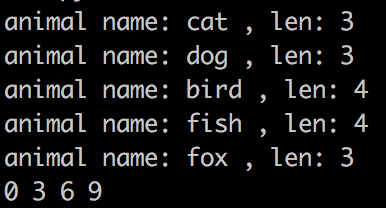 animal name: cat , len: 3
animal name: dog , len: 3
animal name: bird , len: 4
animal name: fish , len: 4
animal name: fox , len: 3
0 3 6 9